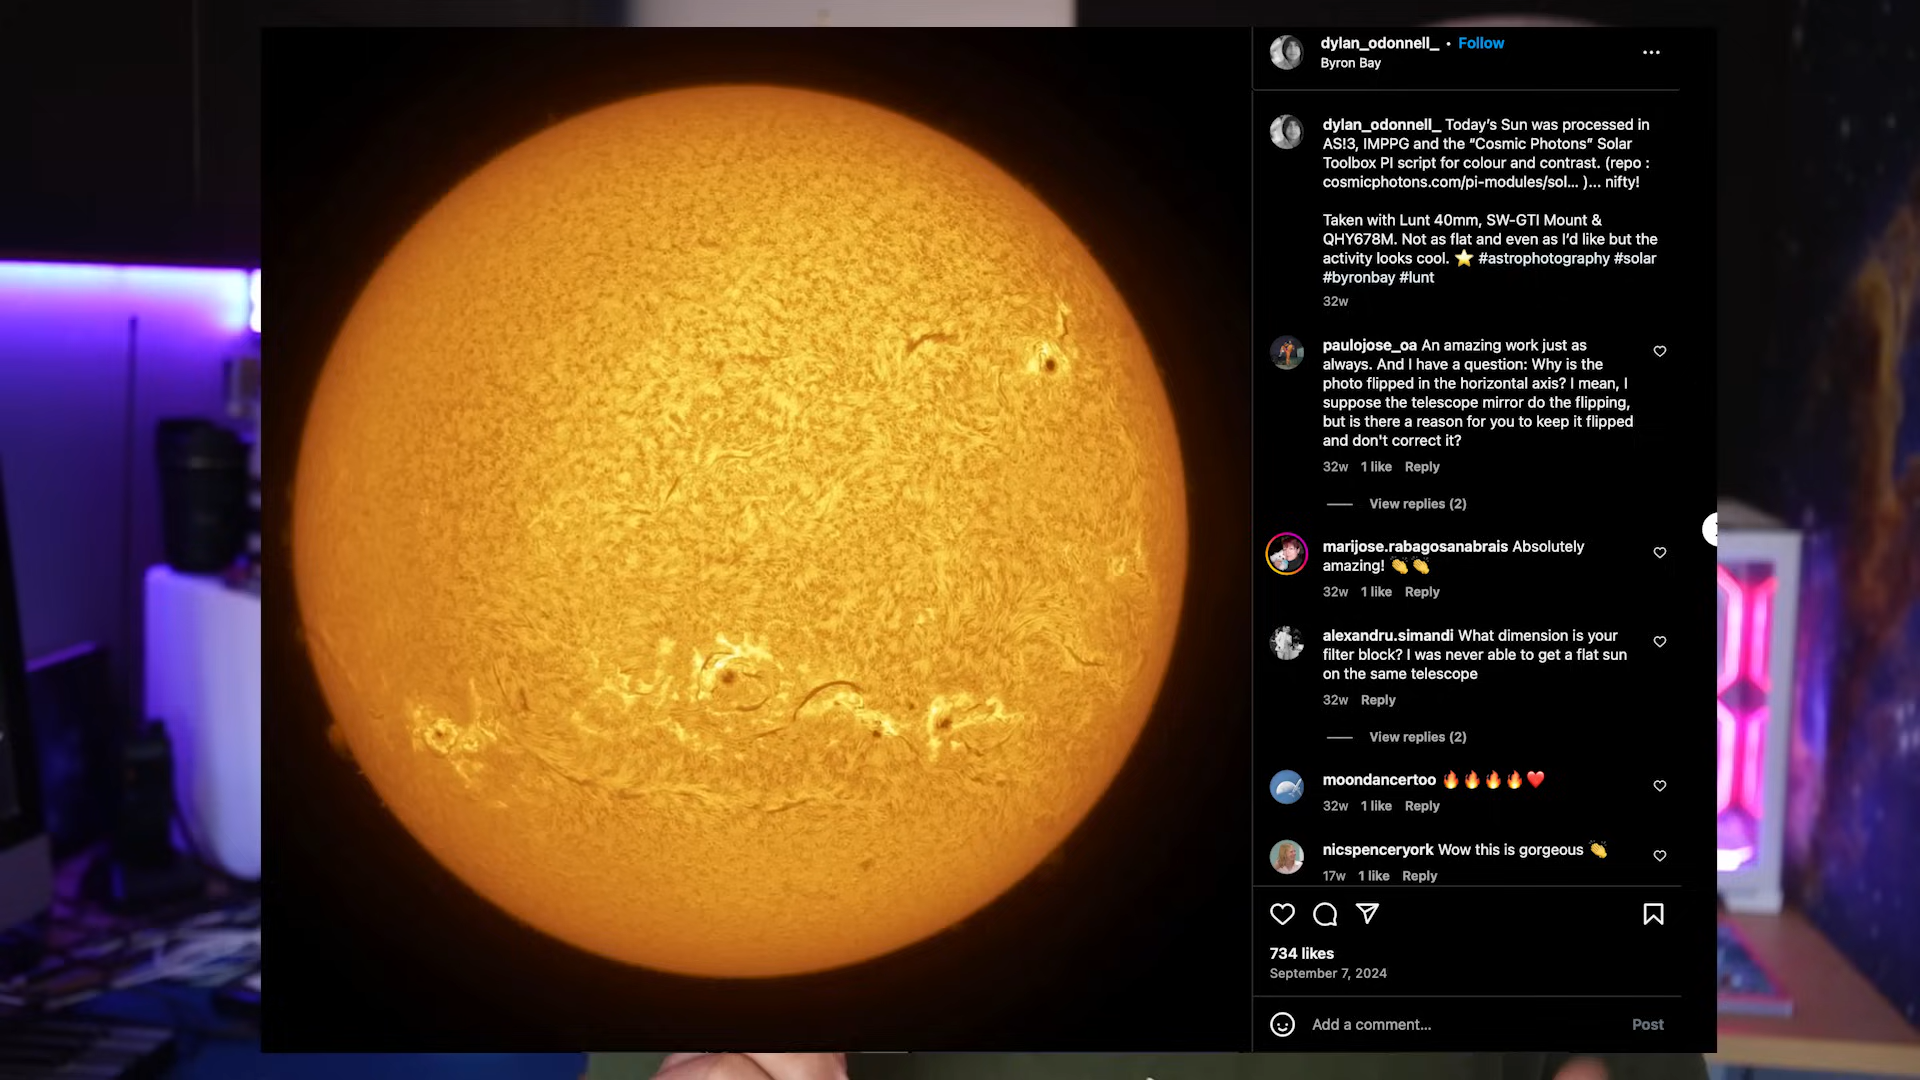 dylan_odonnell_ • Follow
Byron Bay
dylan_odonnell_ Today’s Sun was processed in
AS!3, IMPPG and the “Cosmic Photons” Solar
Toolbox PI script for colour and contrast. (repo :
cosmicphotons.com/pi-modules/sol... )... nifty!
Taken with Lunt 40mm, SW-GTI Mount &
QHY678M. Not as flat and even as I’d like but the
activity looks cool. ⭐ #astrophotography #solar
#byronbay #lunt
32w
paulojose_oa An amazing work just as
always. And I have a question: Why is the
photo flipped in the horizontal axis? I mean, I
suppose the telescope mirror do the flipping,
but is there a reason for you to keep it flipped
and don't correct it?
32w 1 like Reply
View replies (2)
marijose.rabagosanabrais Absolutely
amazing! 👏👏
32w 1 like Reply
alexandru.simandi What dimension is your
filter block? I was never able to get a flat sun
on the same telescope
32w Reply
View replies (2)
moondancertoo 🔥🔥🔥🔥❤️
32w 1 like Reply
nicspenceryork Wow this is gorgeous 👏
17w 1 like Reply
734 likes
September 7, 2024
Add a comment...
Post